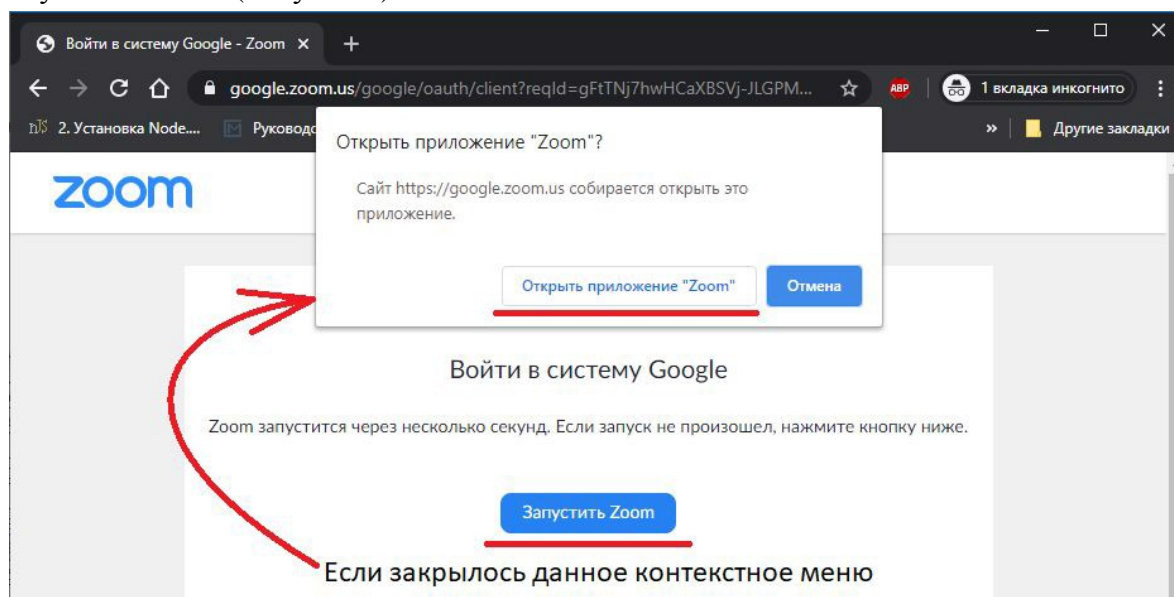 Войти в систему Google - Zoom
google.zoom.us/google/oauth/client?reqId=gFtTNj7hwHCaXBSVj-JLGPM...
ABP
1 вкладка инкогнито
2. Установка Node....
Руководс
»
Другие закладки
zoom
Открыть приложение "Zoom"?
Сайт https://google.zoom.us собирается открыть это
приложение.
Открыть приложение "Zoom"
Отмена
Войти в систему Google
Zoom запустится через несколько секунд. Если запуск не произошел, нажмите кнопку ниже.
Запустить Zoom
Если закрылось данное контекстное меню